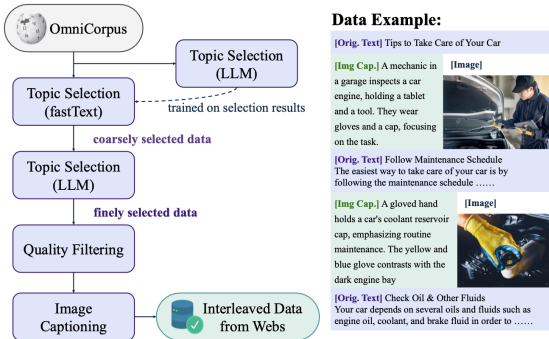 OmniCorpus
Topic Selection
(LLM)
Topic Selection
(fastText)
trained on selection results
coarsely selected data
Topic Selection
(LLM)
finely selected data
Quality Filtering
Image
Captioning
Interleaved Data
from Webs
Data Example:
[Orig. Text] Tips to Take Care of Your Car
[Img Cap.] A mechanic in
a garage inspects a car
engine, holding a tablet
and a tool. They wear
gloves and a cap, focusing
on the task.
[Image]
[Orig. Text] Follow Maintenance Schedule
The easiest way to take care of your car is by
following the maintenance schedule ……
[Img Cap.] A gloved hand
holds a car's coolant reservoir
cap, emphasizing routine
maintenance. The yellow and
blue glove contrasts with the
dark engine bay
[Image]
[Orig. Text] Check Oil & Other Fluids
Your car depends on several oils and fluids such as
engine oil, coolant, and brake fluid in order to ……